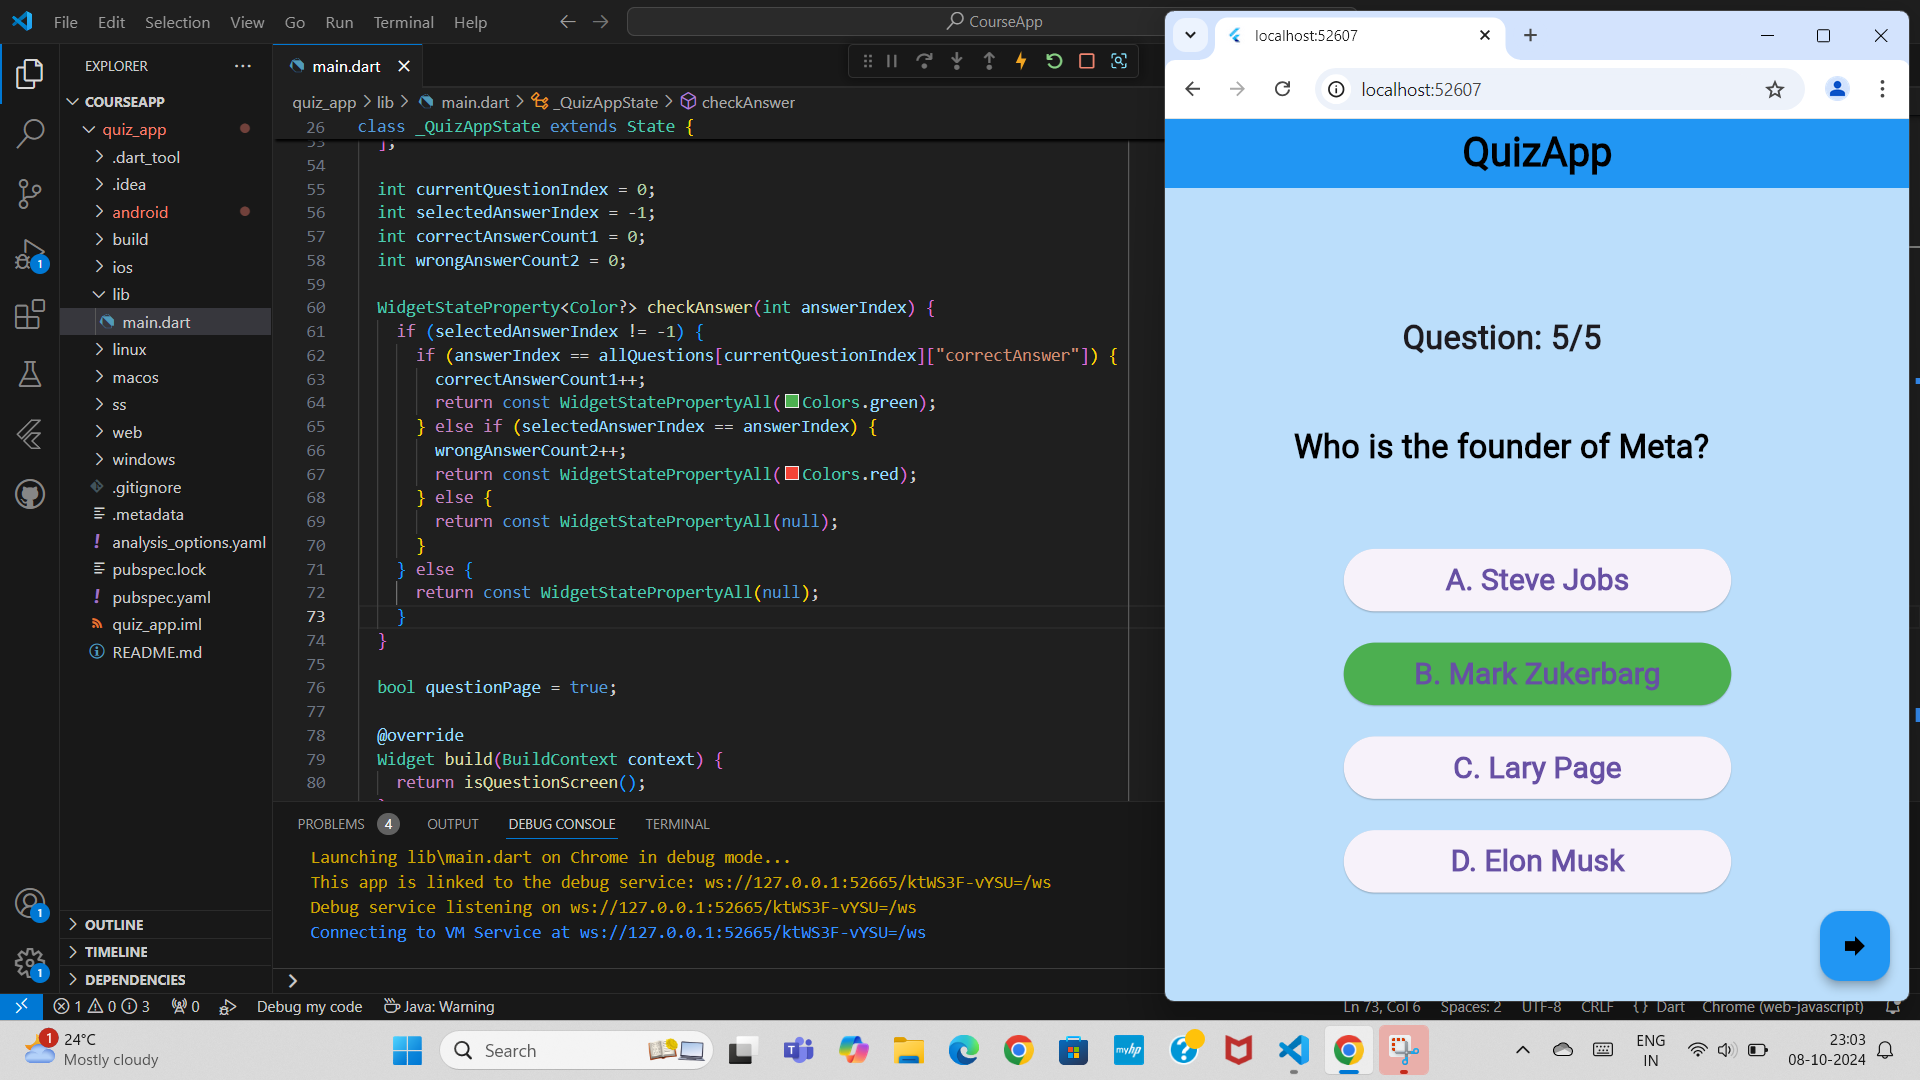 File Edit Selection View Go Run Terminal Help
CourseApp
EXPLORER
COURSEAPP
quiz_app
.dart_tool
.idea
android
build
ios
lib
main.dart
linux
macos
ss
web
windows
.gitignore
.metadata
analysis_options.yaml
pubspec.lock
pubspec.yaml
quiz_app.iml
README.md
OUTLINE
TIMELINE
DEPENDENCIES
1
1
1
main.dart
quiz_app > lib > main.dart > _QuizAppState > checkAnswer
26 class _QuizAppState extends State {
53 ];
54
55 int currentQuestionIndex = 0;
56 int selectedAnswerIndex = -1;
57 int correctAnswerCount1 = 0;
58 int wrongAnswerCount2 = 0;
59
60 WidgetStateProperty<Color?> checkAnswer(int answerIndex) {
61 if (selectedAnswerIndex != -1) {
62 if (answerIndex == allQuestions[currentQuestionIndex]["correctAnswer"]) {
63 correctAnswerCount1++;
64 return const WidgetStatePropertyAll(Colors.green);
65 } else if (selectedAnswerIndex == answerIndex) {
66 wrongAnswerCount2++;
67 return const WidgetStatePropertyAll(Colors.red);
68 } else {
69 return const WidgetStatePropertyAll(null);
70 }
71 } else {
72 return const WidgetStatePropertyAll(null);
73 }
74 }
75
76 bool questionPage = true;
77
78 @override
79 Widget build(BuildContext context) {
80 return isQuestionScreen();
PROBLEMS 4 OUTPUT DEBUG CONSOLE TERMINAL
Launching lib\main.dart on Chrome in debug mode...
This app is linked to the debug service: ws://127.0.0.1:52665/ktWS3F-vYSU=/ws
Debug service listening on ws://127.0.0.1:52665/ktWS3F-vYSU=/ws
Connecting to VM Service at ws://127.0.0.1:52665/ktWS3F-vYSU=/ws
1 0 3 0 Debug my code Java: Warning
Ln 73, Col 6 Spaces: 2 UTF-8 CRLF {} Dart Chrome (web-javascript)
localhost:52607
localhost:52607
QuizApp
Question: 5/5
Who is the founder of Meta?
A. Steve Jobs
B. Mark Zukerbarg
C. Lary Page
D. Elon Musk
1
24°C
Mostly cloudy
Search
myhp
ENG
IN
23:03
08-10-2024